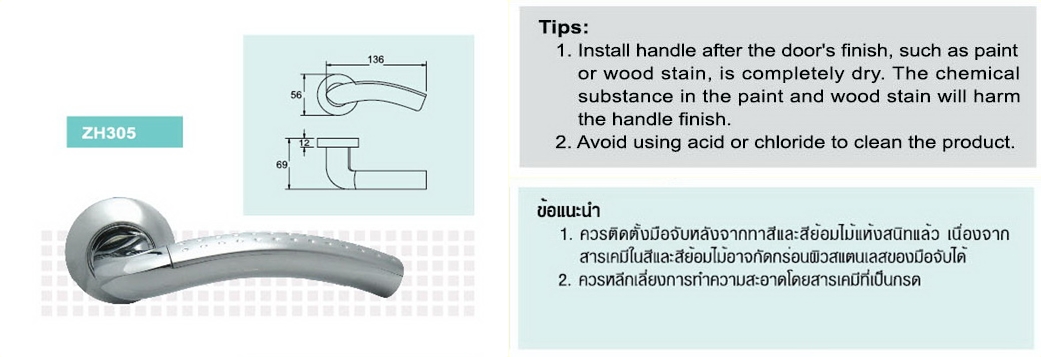 ZH305
136
56
12
69
Tips:
1. Install handle after the door's finish, such as paint
or wood stain, is completely dry. The chemical
substance in the paint and wood stain will harm
the handle finish.
2. Avoid using acid or chloride to clean the product.
ข้อแนะนำ
1. ควรติดตั้งมือจับหลังจากทาสีและสีย้อมไม้แห้งสนิทแล้ว เนื่องจาก
สารเคมีในสีและสีย้อมไม้อาจกัดกร่อนผิวสแตนเลสของมือจับได้
2. ควรหลีกเลี่ยงการทำความสะอาดโดยสารเคมีที่เป็นกรด